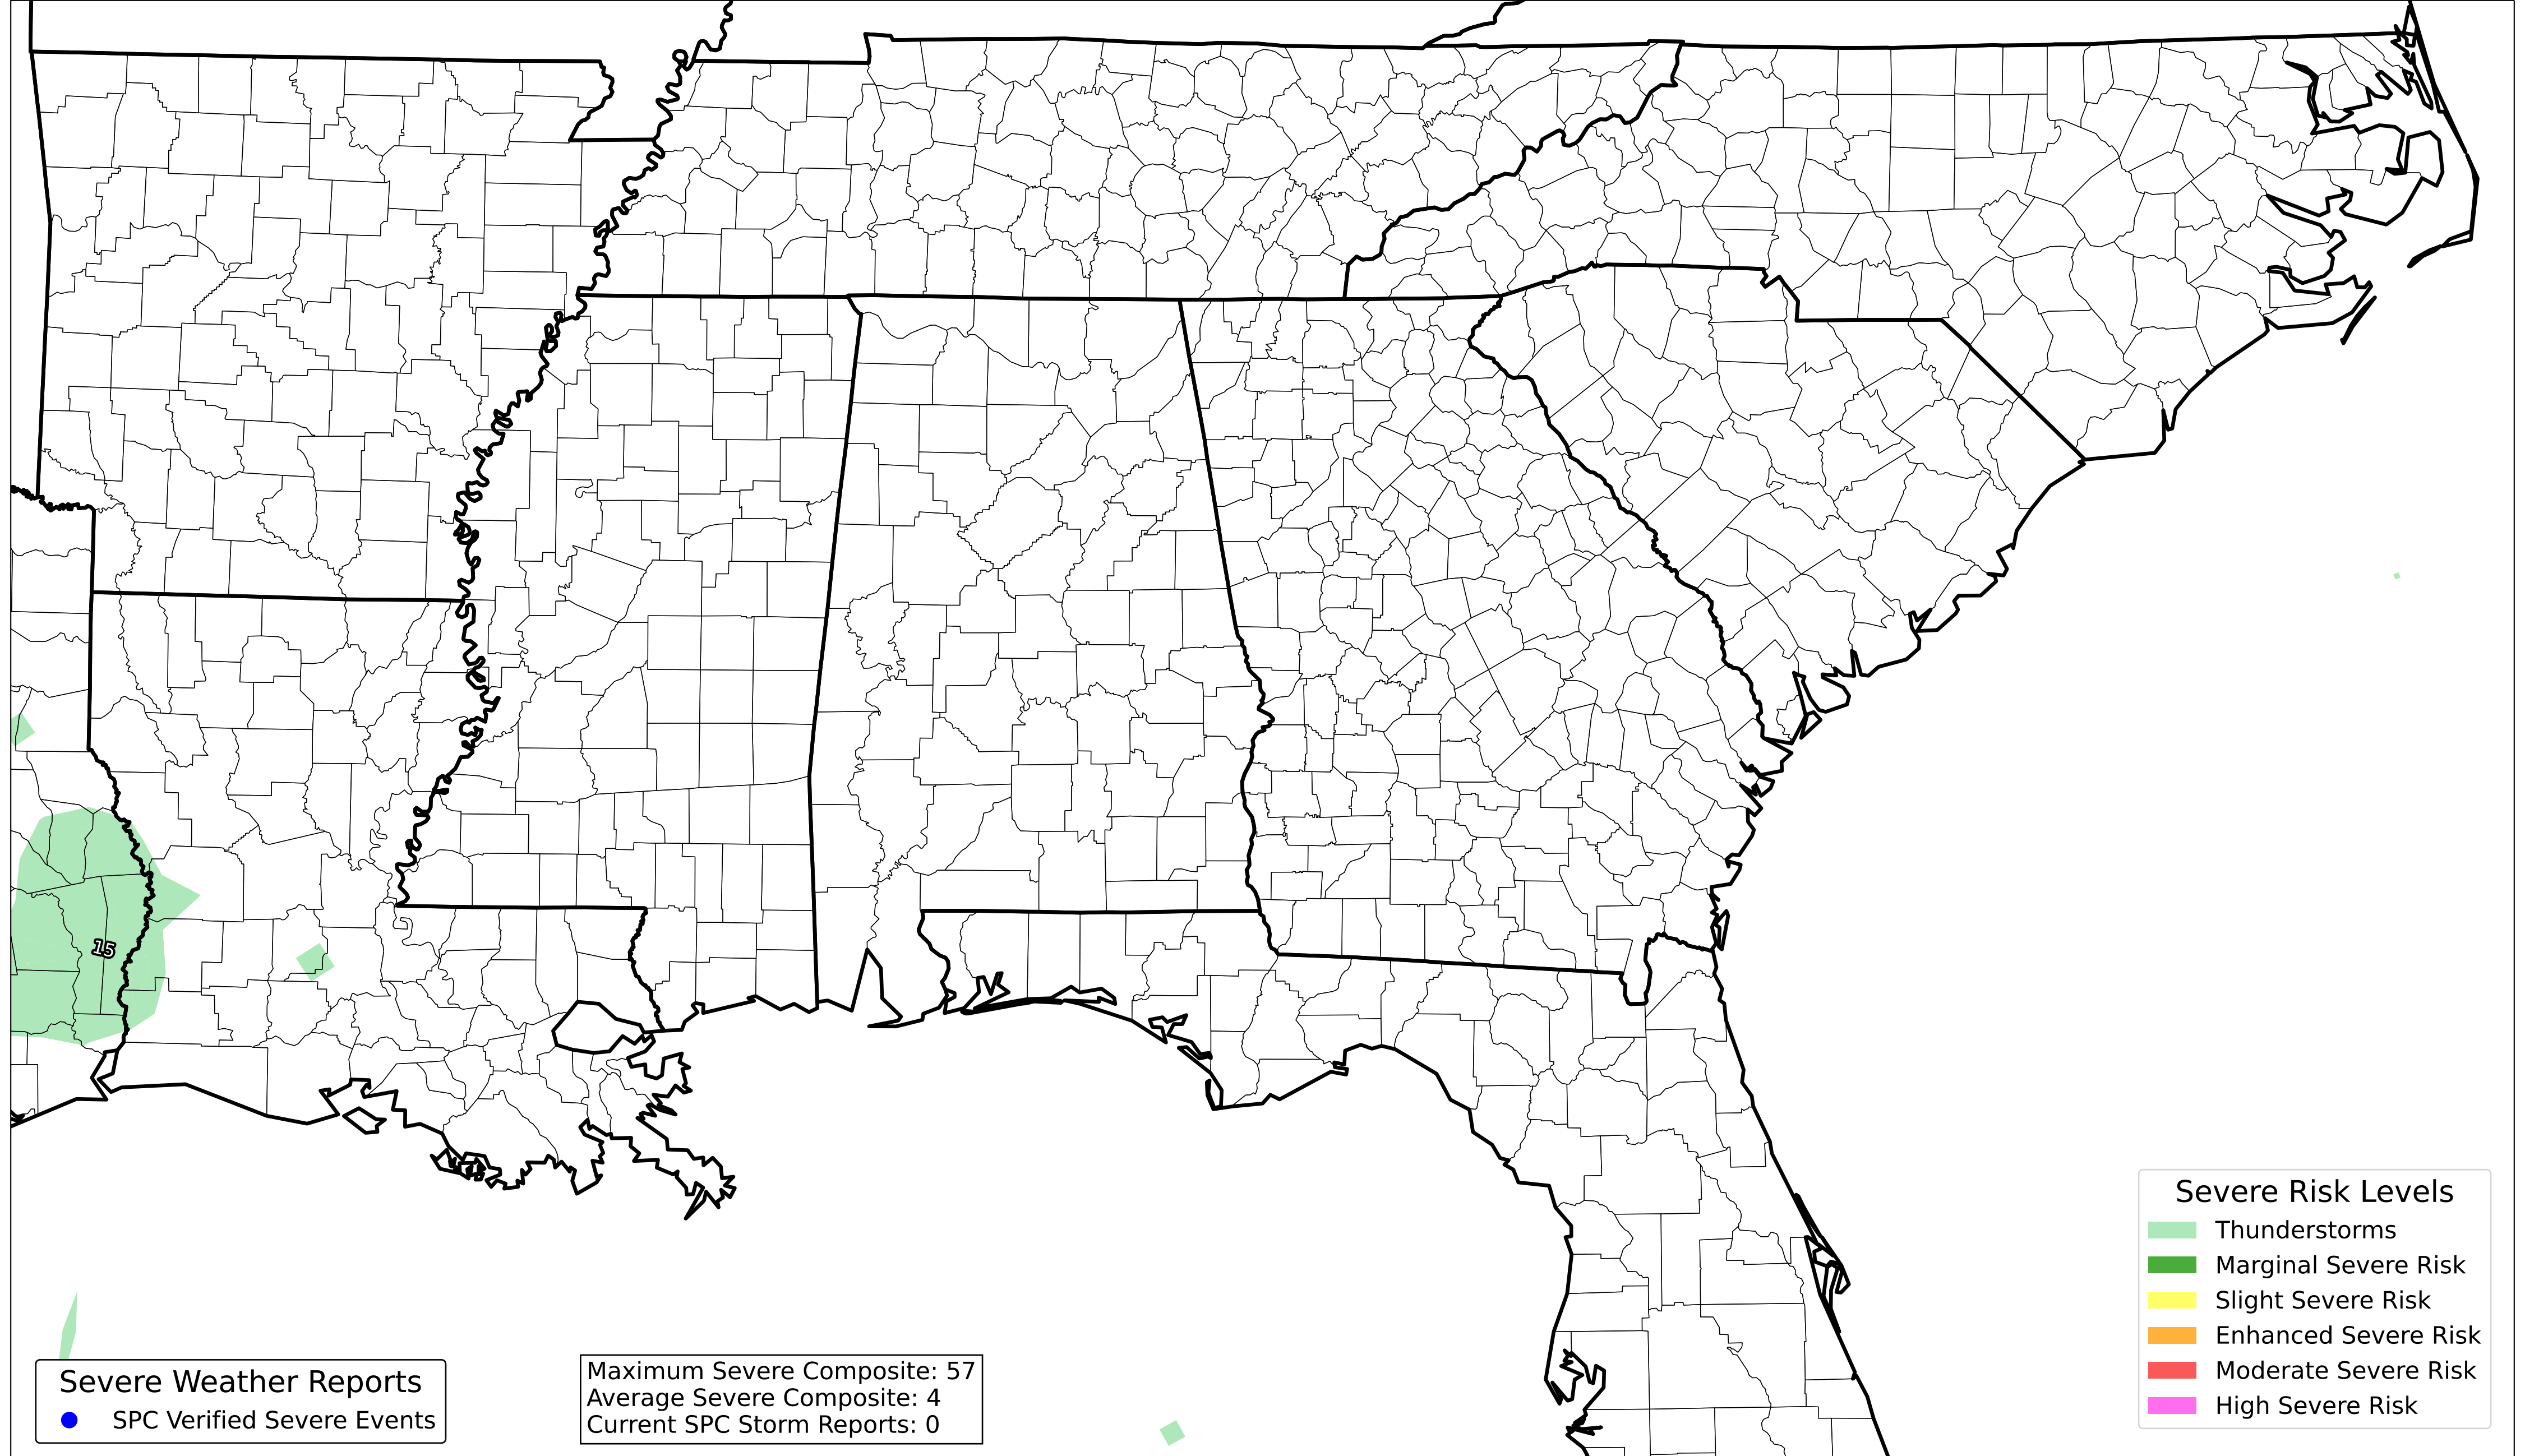 15
Severe Risk Levels
Thunderstorms
Marginal Severe Risk
Slight Severe Risk
Enhanced Severe Risk
Moderate Severe Risk
High Severe Risk
Severe Weather Reports
SPC Verified Severe Events
Maximum Severe Composite: 57
Average Severe Composite: 4
Current SPC Storm Reports: 0